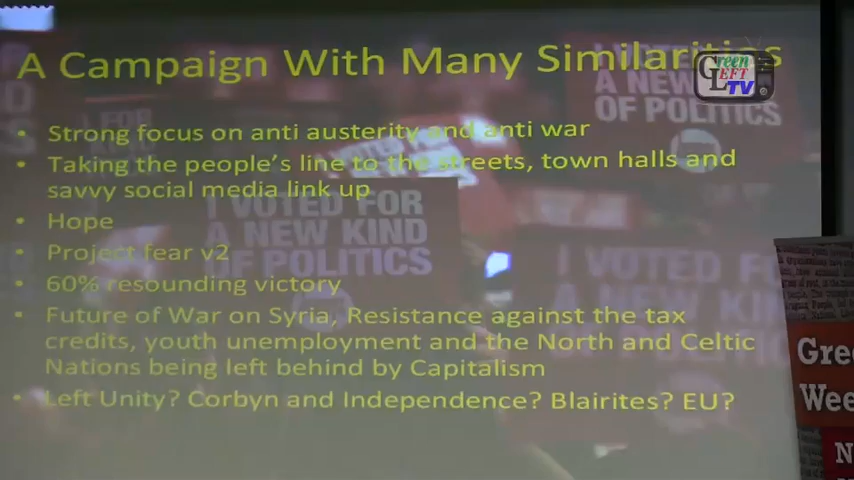 A Campaign With Many Similarities
Green
LEFT
TV
• Strong focus on anti austerity and anti war
• Taking the people's line to the streets, town halls and
savvy social media link up
• Hope
• Project fear v2
• 60% resounding victory
• Future of War on Syria, Resistance against the tax
credits, youth unemployment and the North and Celtic
Nations being left behind by Capitalism
• Left Unity? Corbyn and Independence? Blairites? EU?
I VOTED
A NEW
OF POLITICS
I VOTED FOR
A NEW KIND
OF POLITICS
I VOTED FO
Gree
Wee
N